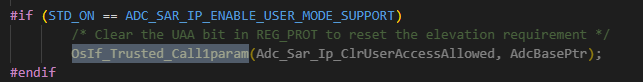 #if (STD_ON == ADC_SAR_IP_ENABLE_USER_MODE_SUPPORT)
/* Clear the UAA bit in REG_PROT to reset the elevation requirement */
OsIf_Trusted_Call1param(Adc_Sar_Ip_ClrUserAccessAllowed, AdcBasePtr);
#endif